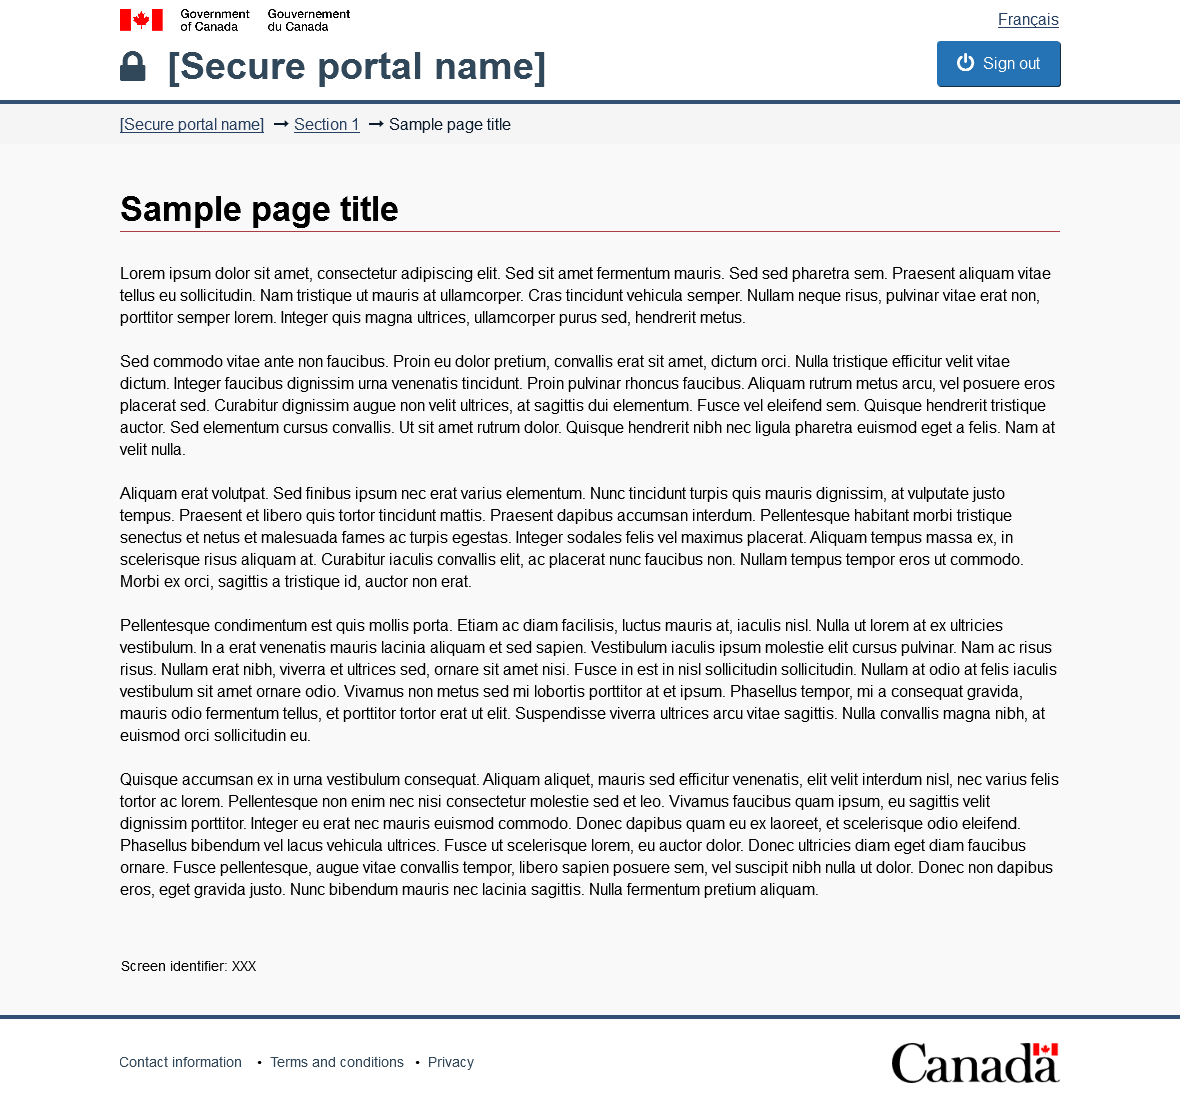 Government of Canada
Gouvernement du Canada
Français
[Secure portal name]
Sign out
[Secure portal name] → Section 1 → Sample page title
Sample page title
Lorem ipsum dolor sit amet, consectetur adipiscing elit. Sed sit amet fermentum mauris. Sed sed pharetra sem. Praesent aliquam vitae
tellus eu sollicitudin. Nam tristique ut mauris at ullamcorper. Cras tincidunt vehicula semper. Nullam neque risus, pulvinar vitae erat non,
porttitor semper lorem. Integer quis magna ultrices, ullamcorper purus sed, hendrerit metus.
Sed commodo vitae ante non faucibus. Proin eu dolor pretium, convallis erat sit amet, dictum orci. Nulla tristique efficitur velit vitae
dictum. Integer faucibus dignissim urna venenatis tincidunt. Proin pulvinar rhoncus faucibus. Aliquam rutrum metus arcu, vel posuere eros
placerat sed. Curabitur dignissim augue non velit ultrices, at sagittis dui elementum. Fusce vel eleifend sem. Quisque hendrerit tristique
auctor. Sed elementum cursus convallis. Ut sit amet rutrum dolor. Quisque hendrerit nibh nec ligula pharetra euismod eget a felis. Nam at
velit nulla.
Aliquam erat volutpat. Sed finibus ipsum nec erat varius elementum. Nunc tincidunt turpis quis mauris dignissim, at vulputate justo
tempus. Praesent et libero quis tortor tincidunt mattis. Praesent dapibus accumsan interdum. Pellentesque habitant morbi tristique
senectus et netus et malesuada fames ac turpis egestas. Integer sodales felis vel maximus placerat. Aliquam tempus massa ex, in
scelerisque risus aliquam at. Curabitur iaculis convallis elit, ac placerat nunc faucibus non. Nullam tempus tempor eros ut commodo.
Morbi ex orci, sagittis a tristique id, auctor non erat.
Pellentesque condimentum est quis mollis porta. Etiam ac diam facilisis, luctus mauris at, iaculis nisl. Nulla ut lorem at ex ultricies
vestibulum. In a erat venenatis mauris lacinia aliquam et sed sapien. Vestibulum iaculis ipsum molestie elit cursus pulvinar. Nam ac risus
risus. Nullam erat nibh, viverra et ultrices sed, ornare sit amet nisi. Fusce in est in nisl sollicitudin sollicitudin. Nullam at odio at felis iaculis
vestibulum sit amet ornare odio. Vivamus non metus sed mi lobortis porttitor at et ipsum. Phasellus tempor, mi a consequat gravida,
mauris odio fermentum tellus, et porttitor tortor erat ut elit. Suspendisse viverra ultrices arcu vitae sagittis. Nulla convallis magna nibh, at
euismod orci sollicitudin eu.
Quisque accumsan ex in urna vestibulum consequat. Aliquam aliquet, mauris sed efficitur venenatis, elit velit interdum nisl, nec varius felis
tortor ac lorem. Pellentesque non enim nec nisi consectetur molestie sed et leo. Vivamus faucibus quam ipsum, eu sagittis velit
dignissim porttitor. Integer eu erat nec mauris euismod commodo. Donec dapibus quam eu ex laoreet, et scelerisque odio eleifend.
Phasellus bibendum vel lacus vehicula ultrices. Fusce ut scelerisque lorem, eu auctor dolor. Donec ultricies diam eget diam faucibus
ornare. Fusce pellentesque, augue vitae convallis tempor, libero sapien posuere sem, vel suscipit nibh nulla ut dolor. Donec non dapibus
eros, eget gravida justo. Nunc bibendum mauris nec lacinia sagittis. Nulla fermentum pretium aliquam.
Screen identifier: XXX
Contact information • Terms and conditions • Privacy
Canada